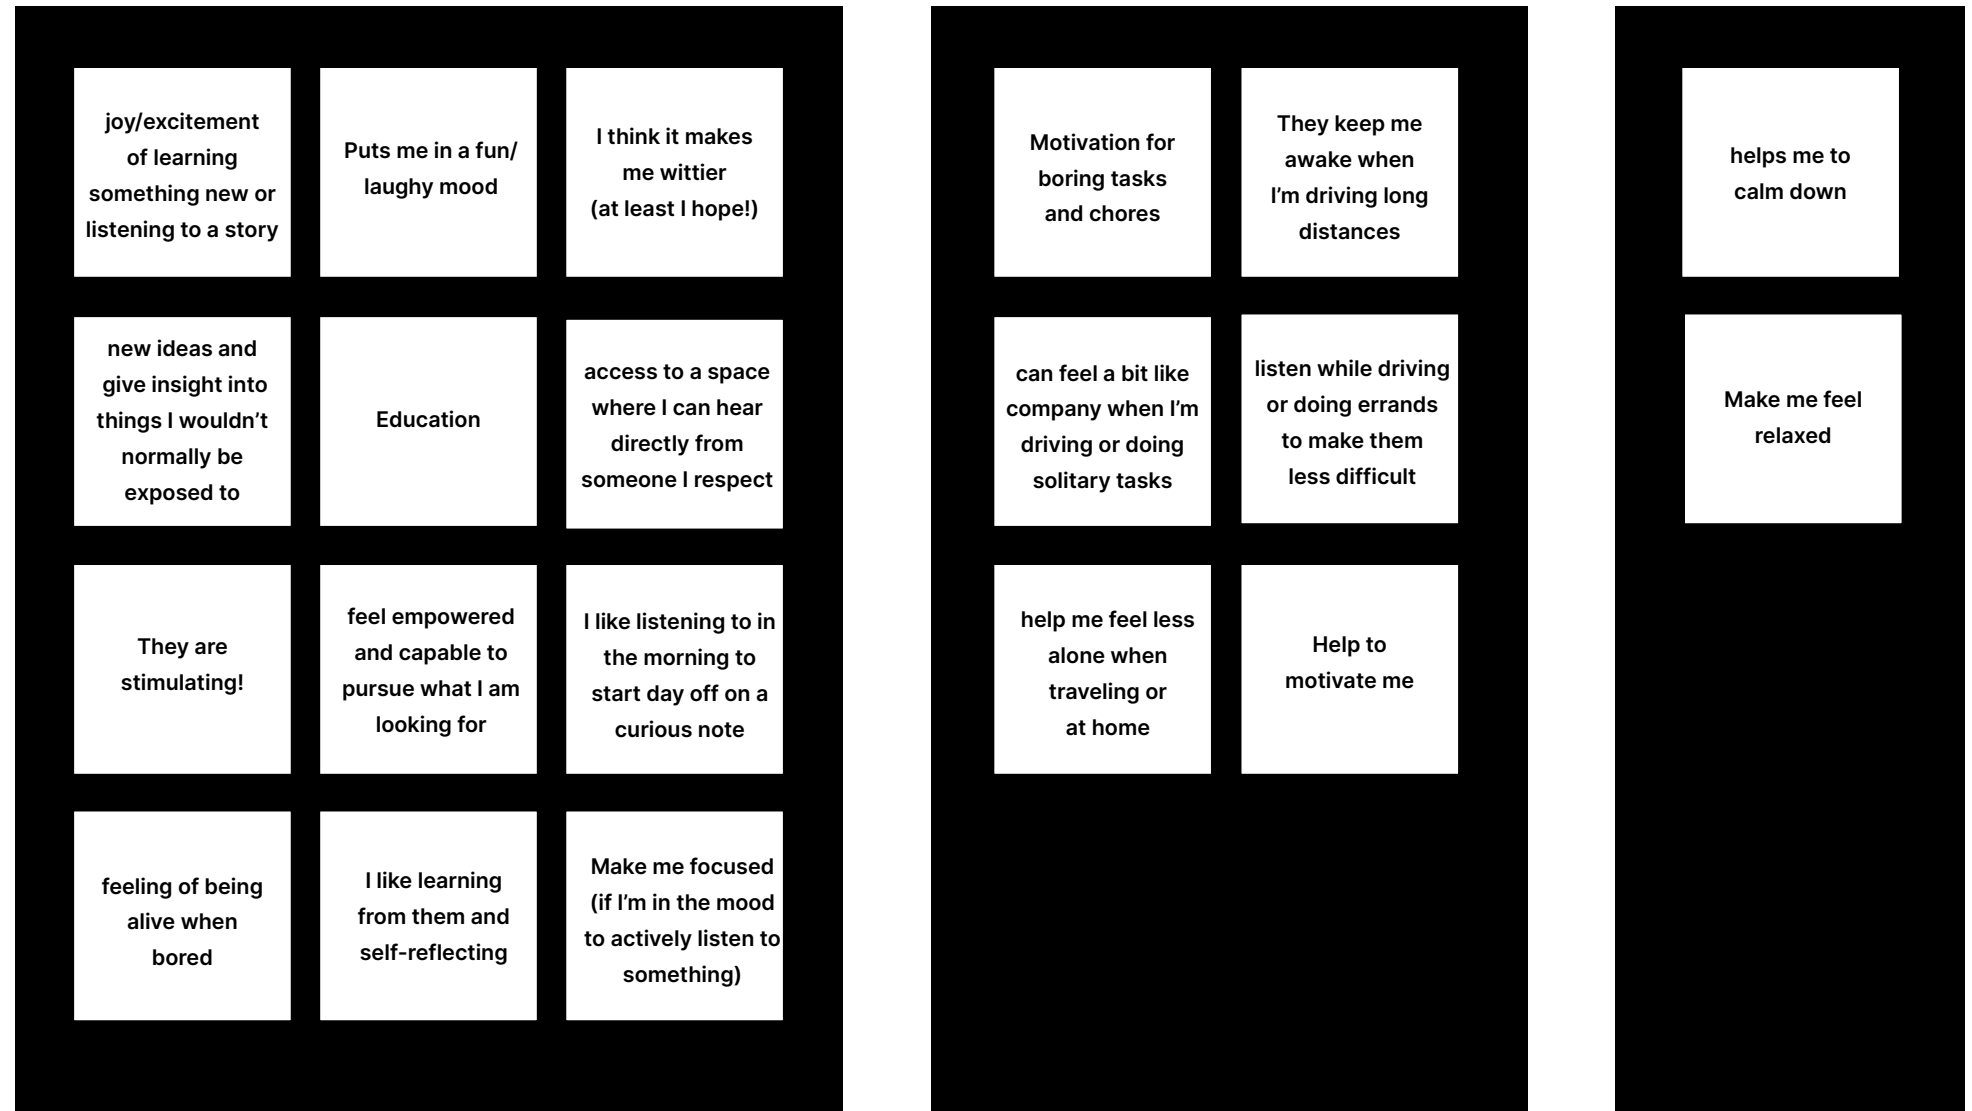 joy/excitement
of learning
something new or
listening to a story
Puts me in a fun/
laughy mood
I think it makes
me wittier
(at least I hope!)
new ideas and
give insight into
things I wouldn’t
normally be
exposed to
Education
access to a space
where I can hear
directly from
someone I respect
They are
stimulating!
feel empowered
and capable to
pursue what I am
looking for
I like listening to in
the morning to
start day off on a
curious note
feeling of being
alive when
bored
I like learning
from them and
self-reflecting
Make me focused
(if I’m in the mood
to actively listen to
something)
Motivation for
boring tasks
and chores
They keep me
awake when
I’m driving long
distances
can feel a bit like
company when I’m
driving or doing
solitary tasks
listen while driving
or doing errands
to make them
less difficult
help me feel less
alone when
traveling or
at home
Help to
motivate me
helps me to
calm down
Make me feel
relaxed